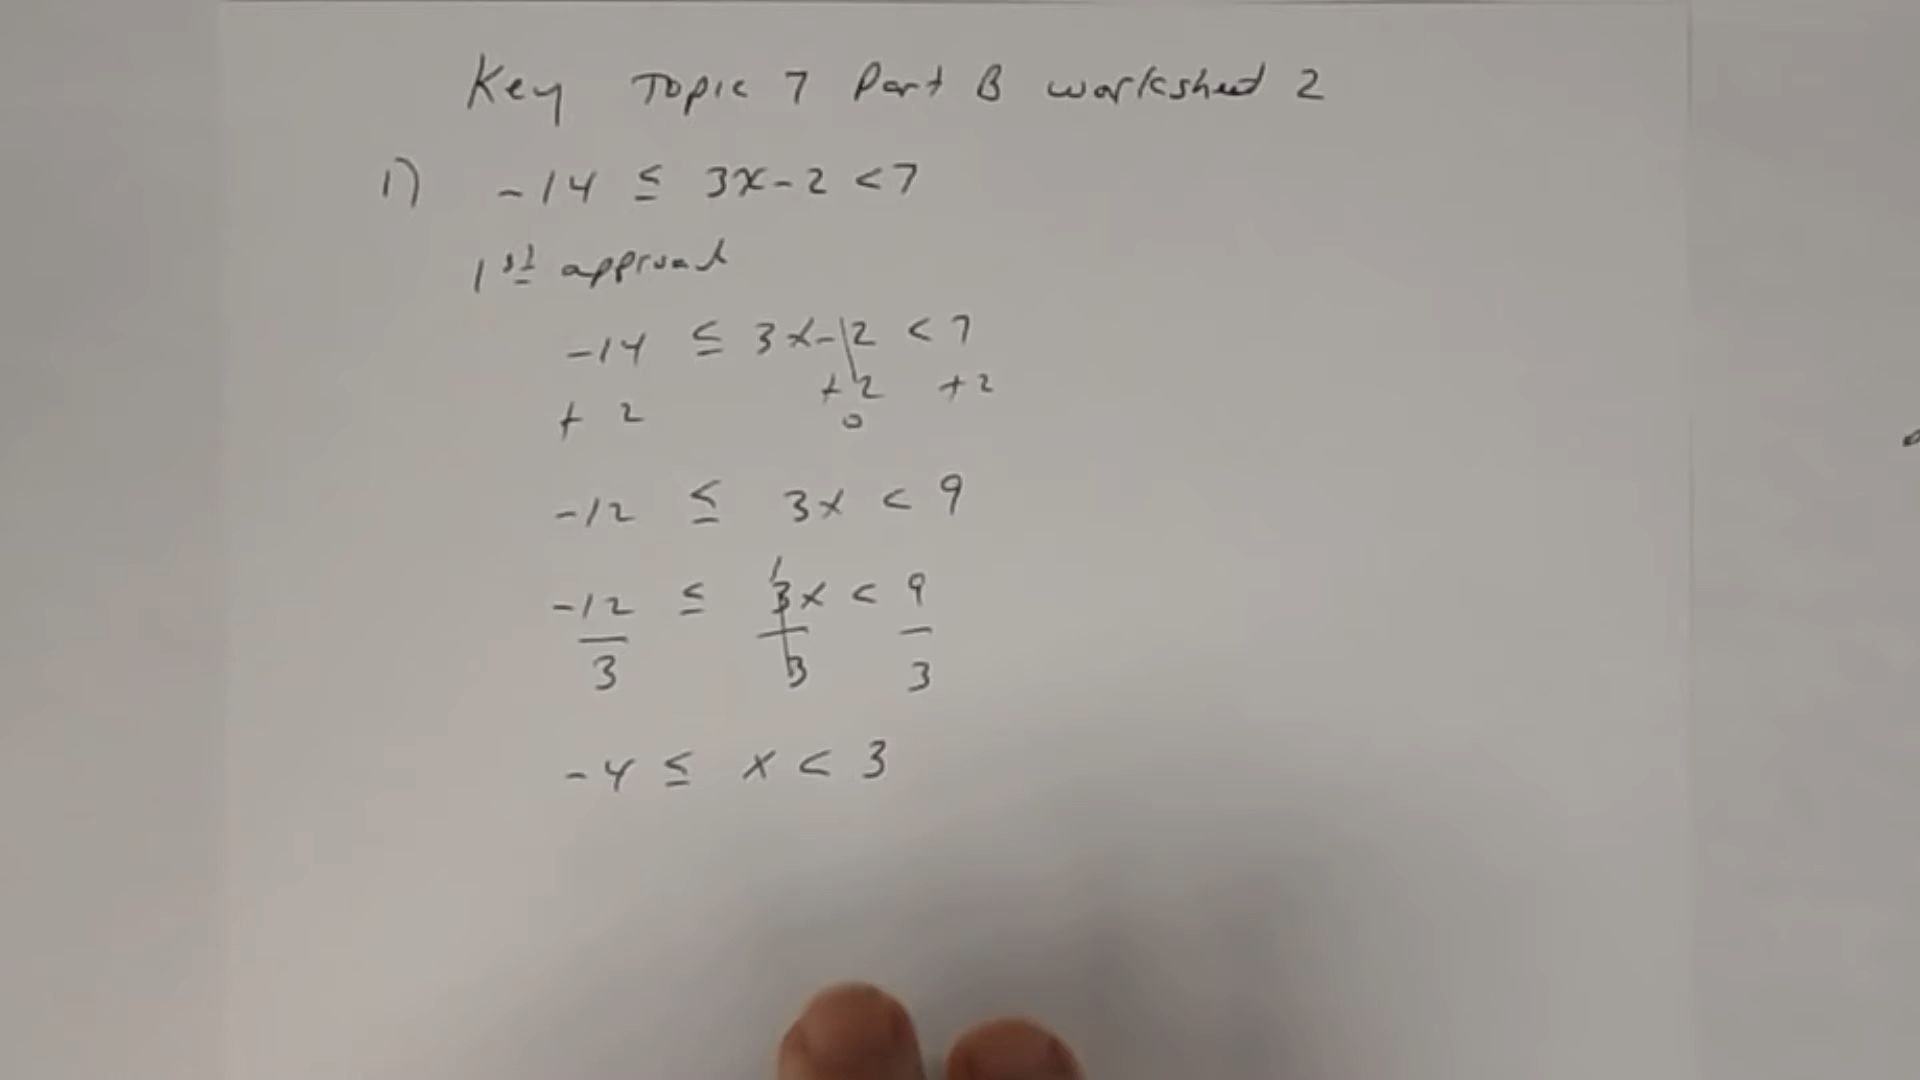 Key Topic 7 Part B worksheet 2
1) -14 ≤ 3x-2 <7
1st approach
-14 ≤ 3x-2 < 7
+ 2 +2 +2
0
-12 ≤ 3x < 9
1
-12 ≤ 3x < 9
3 3 3
-4 ≤ x < 3